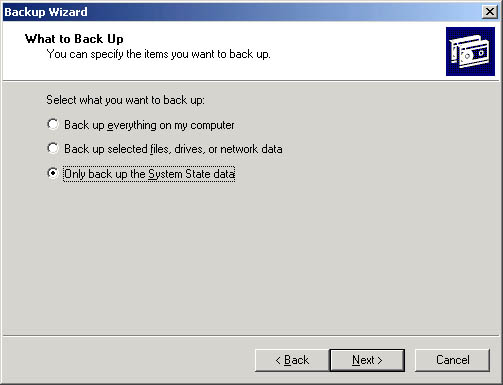 Backup Wizard
What to Back Up
You can specify the items you want to back up.
Select what you want to back up:
Back up everything on my computer
Back up selected files, drives, or network data
Only back up the System State data
< Back
Next >
Cancel